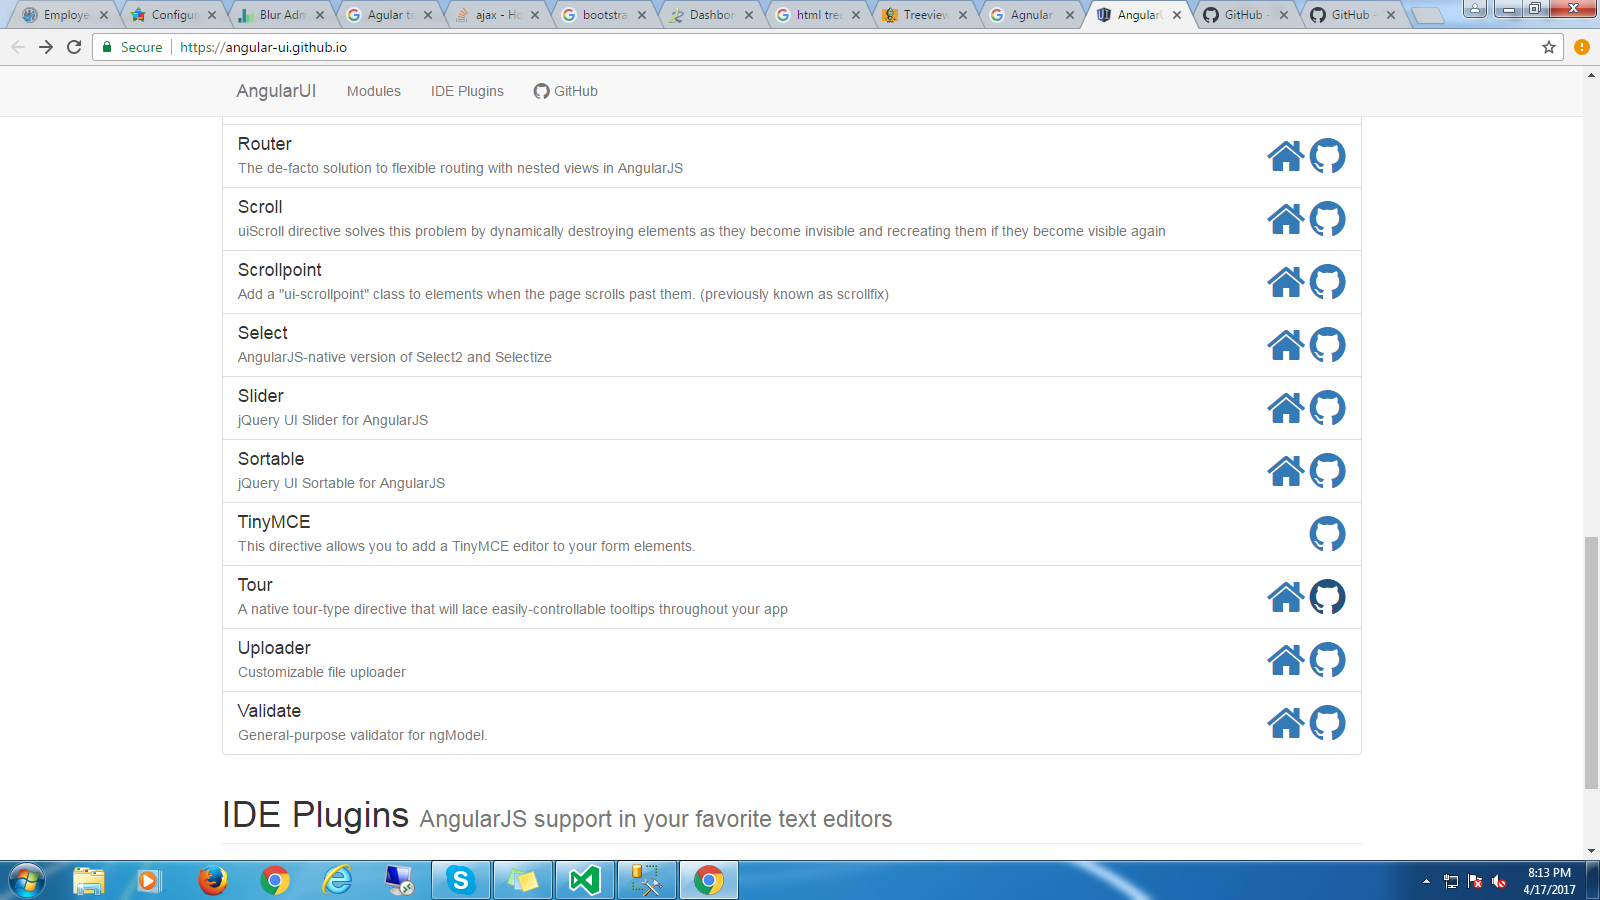 Employe
Configur
Blur Adm
Agular tr
ajax - Ho
bootstra
Dashboar
html tree
Treeview
Agnular
AngularU
GitHub -
GitHub -
Secure
https://angular-ui.github.io
AngularUI
Modules
IDE Plugins
GitHub
Router
The de-facto solution to flexible routing with nested views in AngularJS
Scroll
uiScroll directive solves this problem by dynamically destroying elements as they become invisible and recreating them if they become visible again
Scrollpoint
Add a "ui-scrollpoint" class to elements when the page scrolls past them. (previously known as scrollfix)
Select
AngularJS-native version of Select2 and Selectize
Slider
jQuery UI Slider for AngularJS
Sortable
jQuery UI Sortable for AngularJS
TinyMCE
This directive allows you to add a TinyMCE editor to your form elements.
Tour
A native tour-type directive that will lace easily-controllable tooltips throughout your app
Uploader
Customizable file uploader
Validate
General-purpose validator for ngModel.
IDE Plugins AngularJS support in your favorite text editors
8:13 PM
4/17/2017